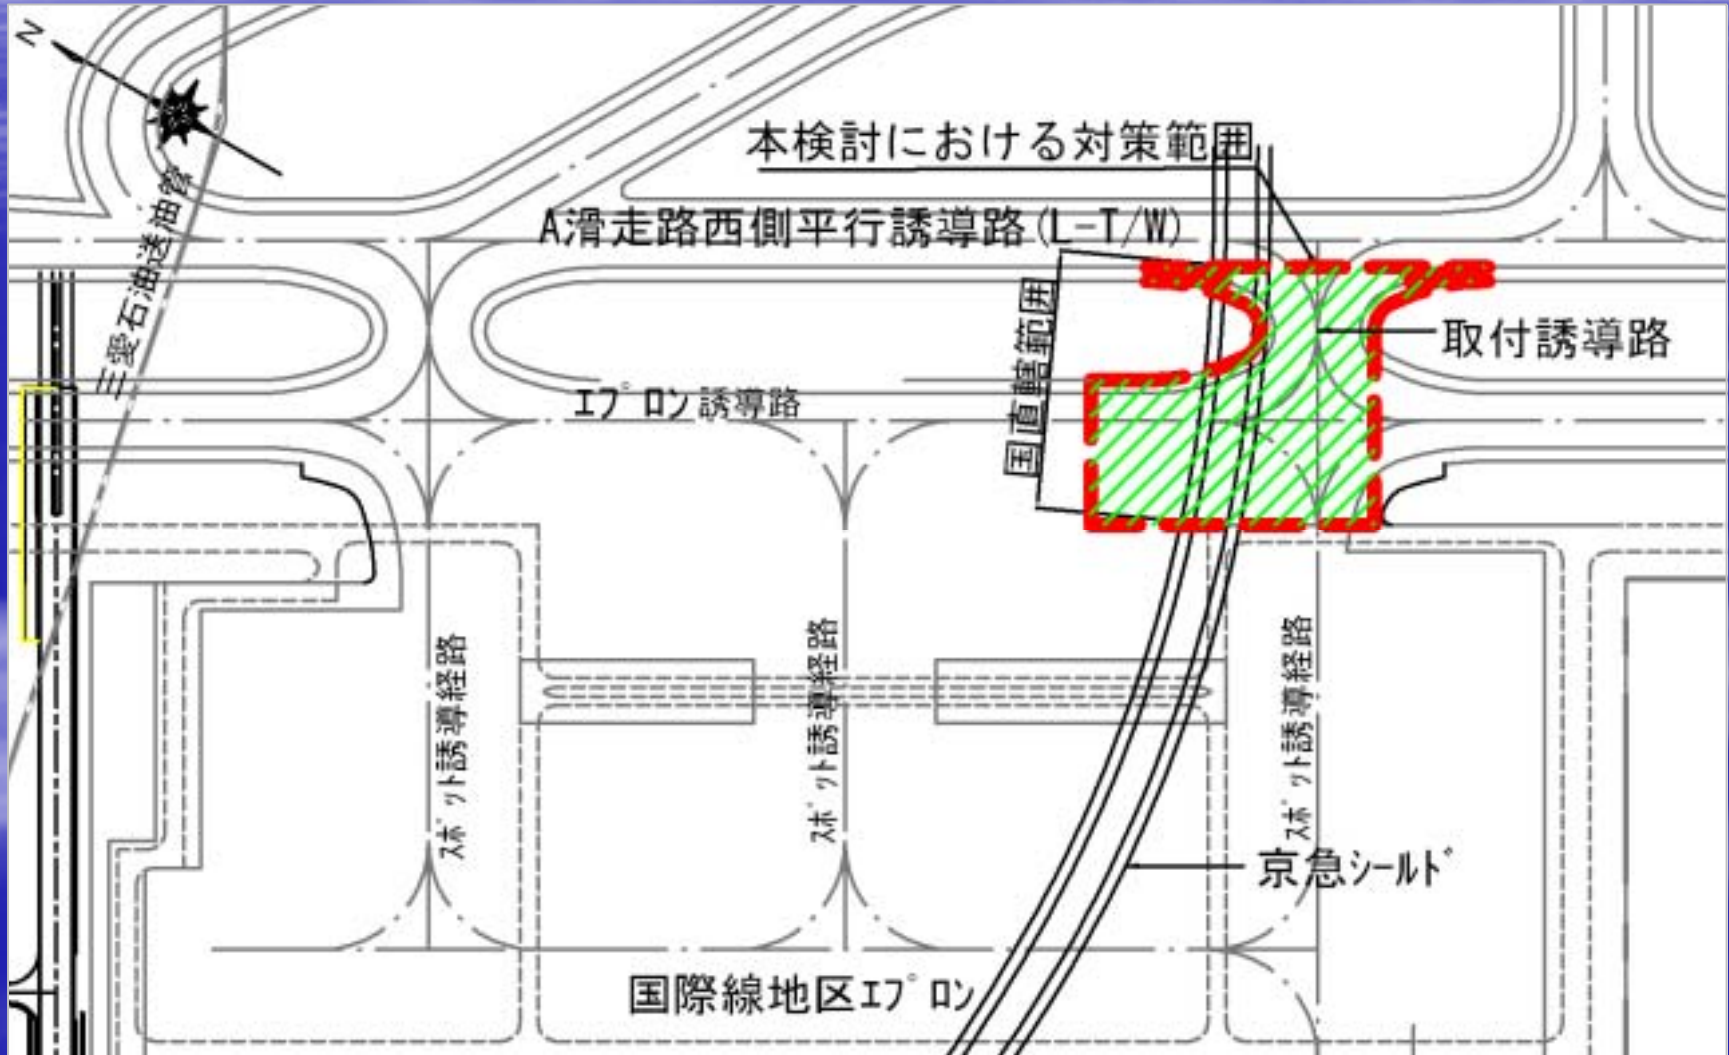 N
本検討における対策範囲
三愛石油送油管
A滑走路西側平行誘導路(L-T/W)
国直轄範囲
取付誘導路
ｴﾌﾟﾛﾝ誘導路
ｽﾎﾟｯﾄ誘導経路
ｽﾎﾟｯﾄ誘導経路
ｽﾎﾟｯﾄ誘導経路
京急ｼｰﾙﾄﾞ
国際線地区ｴﾌﾟﾛﾝ